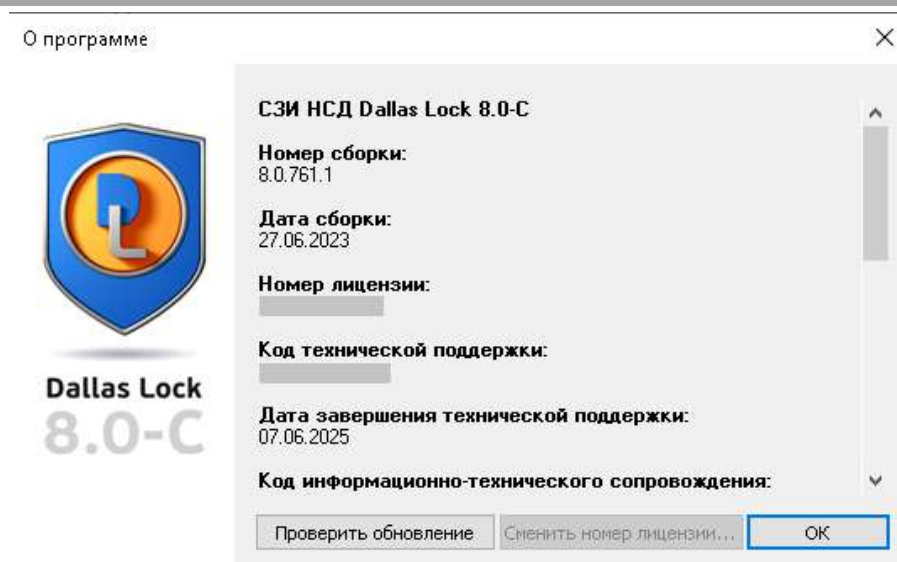 О программе
СЗИ НСД Dallas Lock 8.0-C
Номер сборки:
8.0.761.1
Дата сборки:
27.06.2023
Номер лицензии:
Код технической поддержки:
Дата завершения технической поддержки:
07.06.2025
Код информационно-технического сопровождения:
DL
Dallas Lock
8.0-C
Проверить обновление
Сменить номер лицензии...
ОК